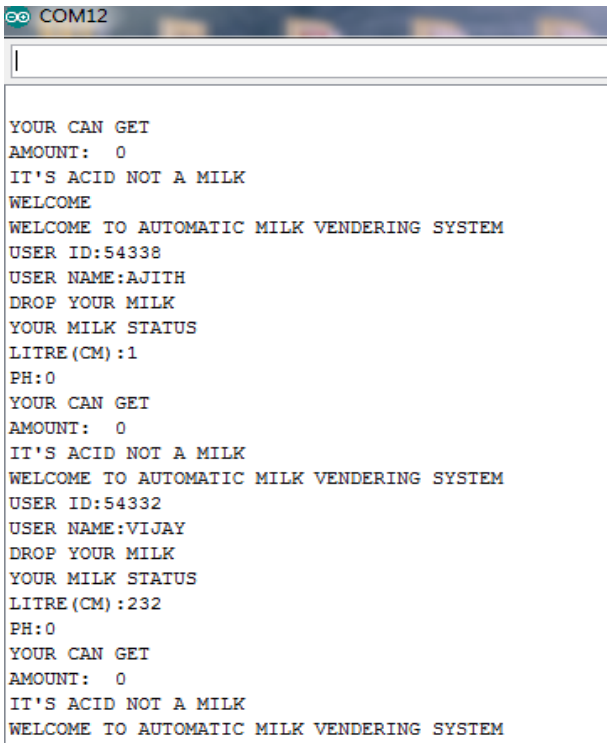 COM12
YOUR CAN GET
AMOUNT:  0
IT'S ACID NOT A MILK
WELCOME
WELCOME TO AUTOMATIC MILK VENDERING SYSTEM
USER ID:54338
USER NAME:AJITH
DROP YOUR MILK
YOUR MILK STATUS
LITRE(CM):1
PH:0
YOUR CAN GET
AMOUNT:  0
IT'S ACID NOT A MILK
WELCOME TO AUTOMATIC MILK VENDERING SYSTEM
USER ID:54332
USER NAME:VIJAY
DROP YOUR MILK
YOUR MILK STATUS
LITRE(CM):232
PH:0
YOUR CAN GET
AMOUNT:  0
IT'S ACID NOT A MILK
WELCOME TO AUTOMATIC MILK VENDERING SYSTEM